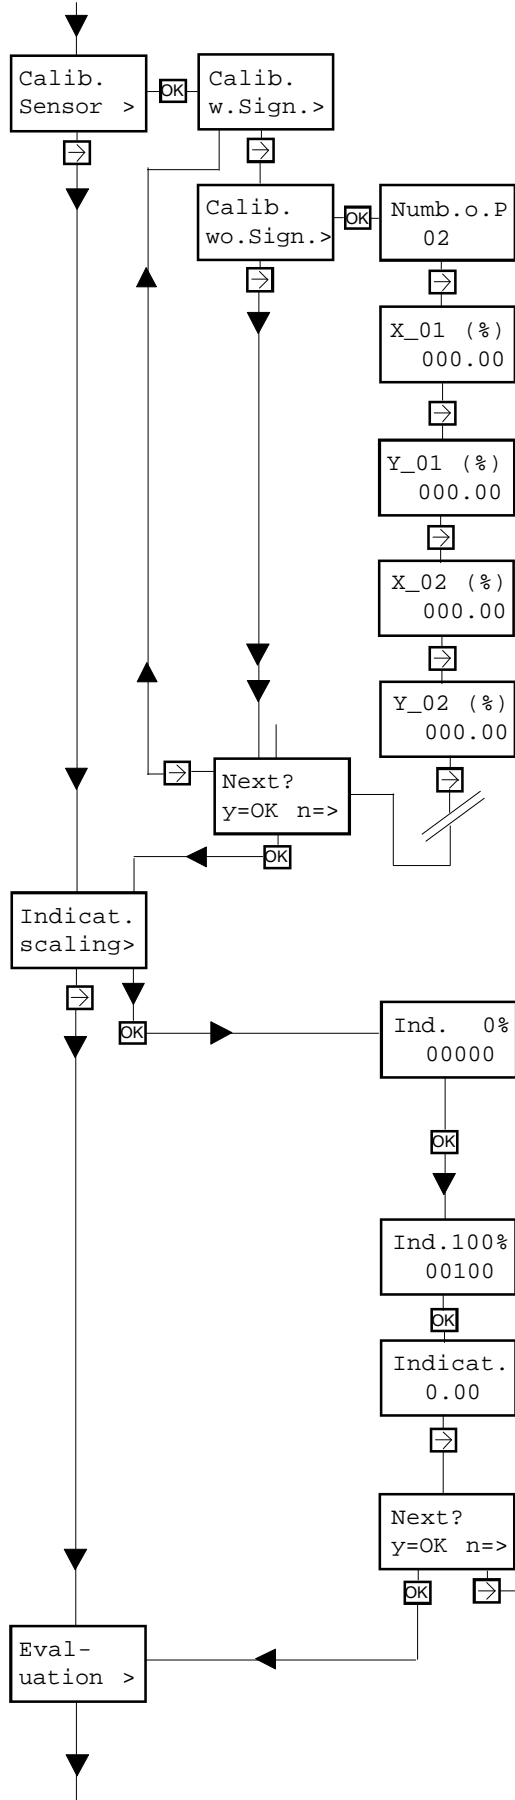 Calib.
Sensor >
OK
Calib.
w.Sign.>
Calib.
wo.Sign.>
OK
Numb.o.P
02
X_01 (%)
000.00
Y_01 (%)
000.00
X_02 (%)
000.00
Y_02 (%)
000.00
Next?
y=OK n=>
OK
Indicat.
scaling>
OK
Ind. 0%
00000
OK
Ind.100%
00100
OK
Indicat.
0.00
Next?
y=OK n=>
OK
Eval-
uation >